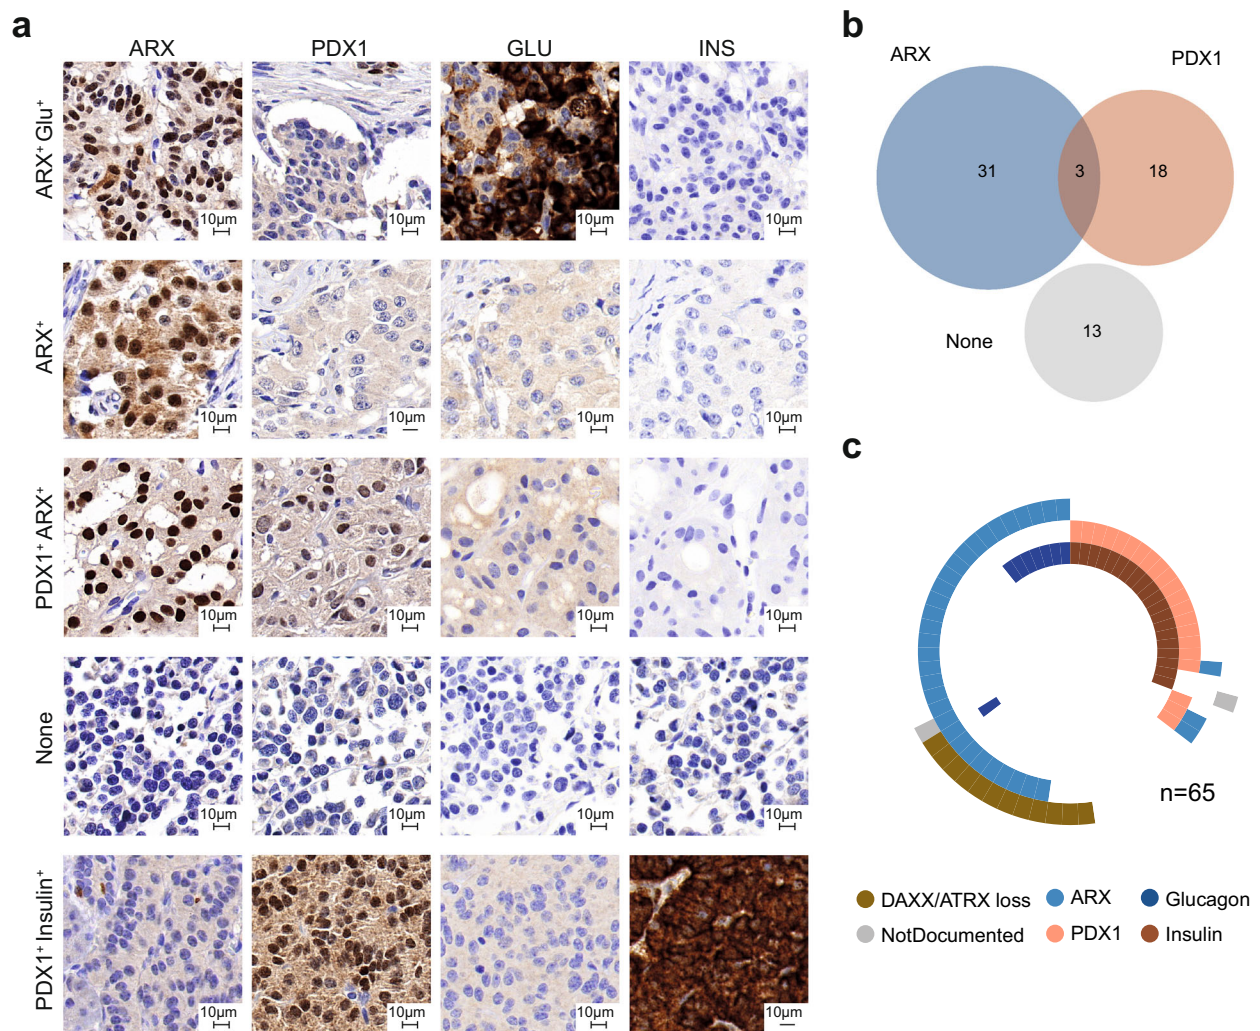 a
ARX PDX1 GLU INS
ARX⁺ Glu⁺
10µm 10µm 10µm 10µm
ARX⁺
10µm 10µm 10µm 10µm
PDX1⁺ ARX⁺
10µm 10µm 10µm 10µm
None
10µm 10µm 10µm 10µm
PDX1⁺ Insulin⁺
10µm 10µm 10µm 10µm
b
ARX
PDX1
31 3 18
None
13
c
n=65
DAXX/ATRX loss ARX Glucagon
NotDocumented PDX1 Insulin